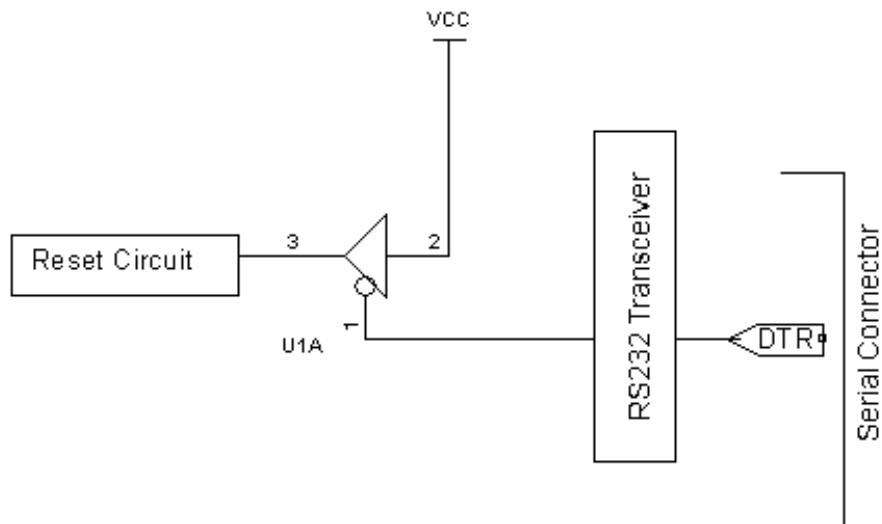 VCC
Reset Circuit
3
2
1
U1A
RS232 Transceiver
DTR
Serial Connector